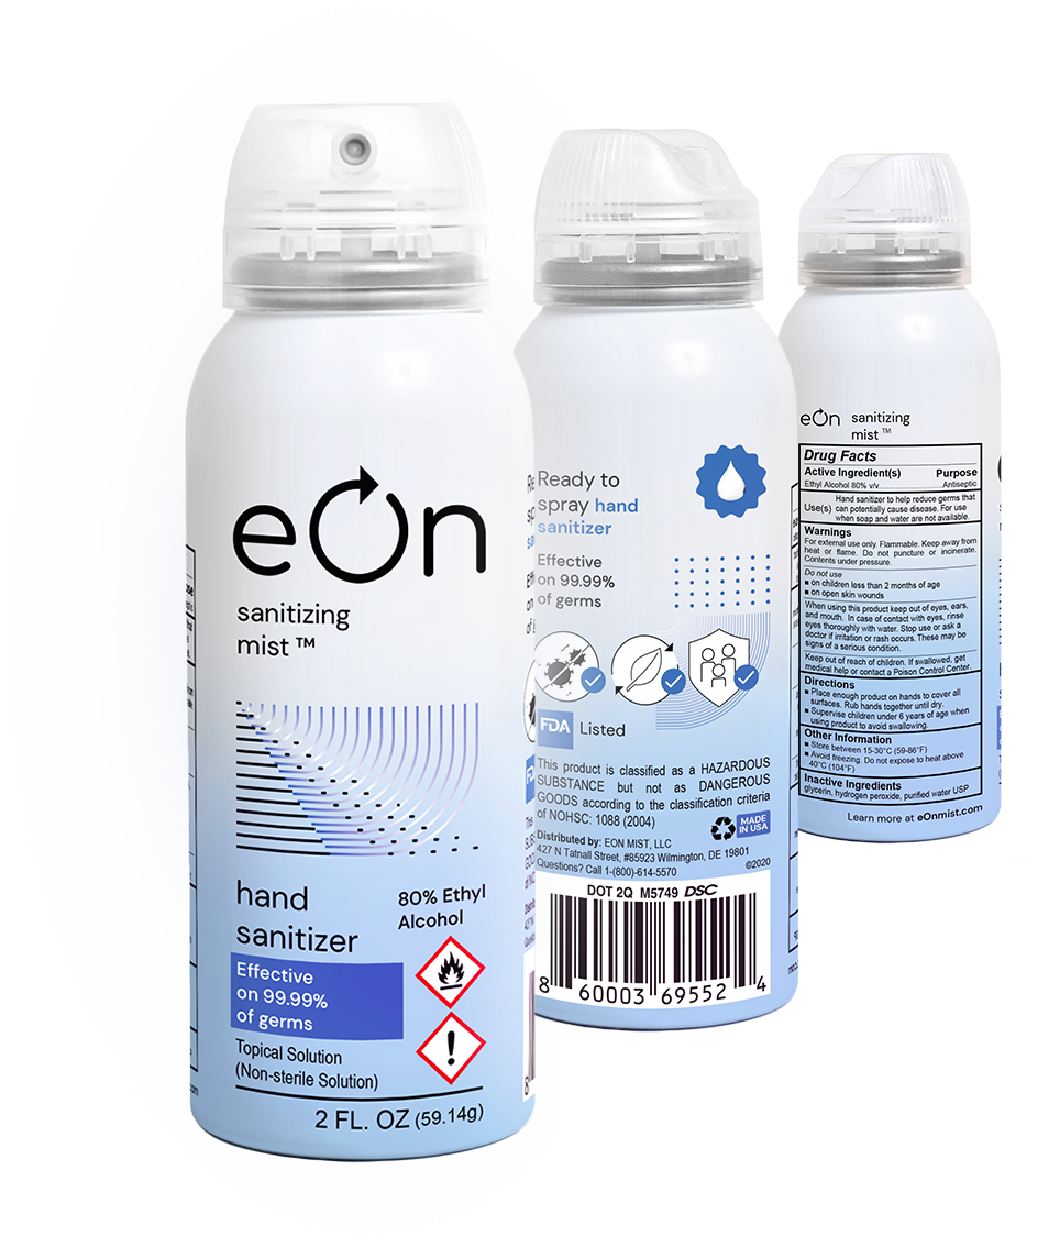 eOn
sanitizing
mist ™
hand
sanitizer
80% Ethyl
Alcohol
Effective
on 99.99%
of germs
Topical Solution
(Non-sterile Solution)
2 FL. OZ (59.14g)
Ready to
spray hand
sanitizer
Effective
on 99.99%
of germs
FDA Listed
This product is classified as a HAZARDOUS
SUBSTANCE but not as DANGEROUS
GOODS according to the classification criteria
of NOHSC: 1088 (2004)
MADE
IN USA
Distributed by: EON MIST, LLC
427 N Tatnall Street, #85923 Wilmington, DE 19801
Questions? Call 1-(800)-614-5570
©2020
DOT 2Q M5749 DSC
8 60003 69552 4
eOn sanitizing
mist ™
Drug Facts
Active Ingredient(s) Purpose
Ethyl Alcohol 80% v/v Antiseptic
Use(s)
Hand sanitizer to help reduce germs that
can potentially cause disease. For use
when soap and water are not available.
Warnings
For external use only. Flammable. Keep away from
heat or flame. Do not puncture or incinerate.
Contents under pressure.
Do not use
■ on children less than 2 months of age
■ on open skin wounds
When using this product keep out of eyes, ears,
and mouth. In case of contact with eyes, rinse
eyes thoroughly with water. Stop use or ask a
doctor if irritation or rash occurs. These may be
signs of a serious condition.
Keep out of reach of children. If swallowed, get
medical help or contact a Poison Control Center.
Directions
■ Place enough product on hands to cover all
surfaces. Rub hands together until dry.
■ Supervise children under 6 years of age when
using product to avoid swallowing.
Other Information
■ Store between 15-30°C (59-86°F)
■ Avoid freezing. Do not expose to heat above
40°C (104°F)
Inactive Ingredients
glycerin, hydrogen peroxide, purified water USP
Learn more at eOnmist.com